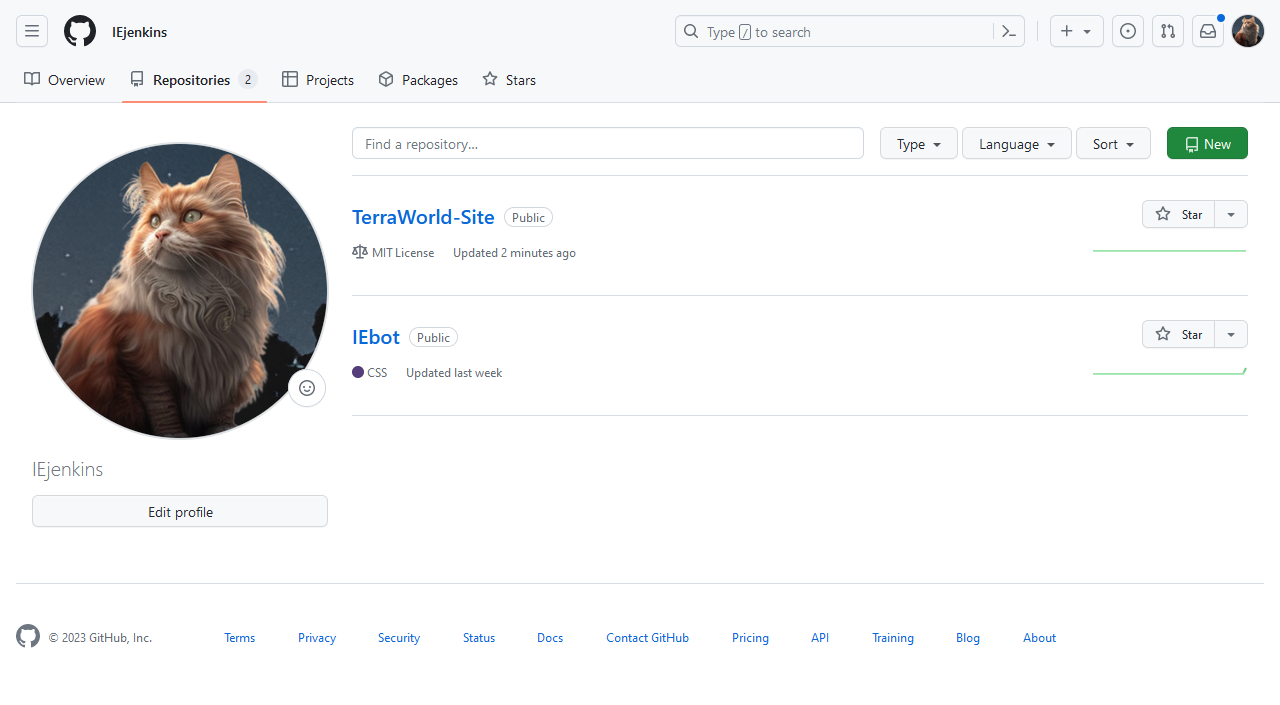 IEjenkins
Type / to search
Overview
Repositories 2
Projects
Packages
Stars
Find a repository...
Type
Language
Sort
New
TerraWorld-Site Public
Star
MIT License Updated 2 minutes ago
IEbot Public
Star
CSS Updated last week
IEjenkins
Edit profile
© 2023 GitHub, Inc.
Terms
Privacy
Security
Status
Docs
Contact GitHub
Pricing
API
Training
Blog
About